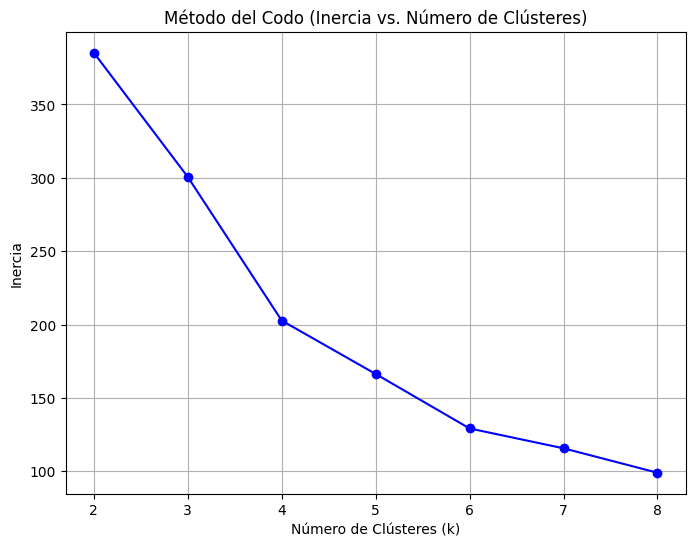 Método del Codo (Inercia vs. Número de Clústeres)
350
300
250
200
150
100
Inercia
2 3 4 5 6 7 8
Número de Clústeres (k)